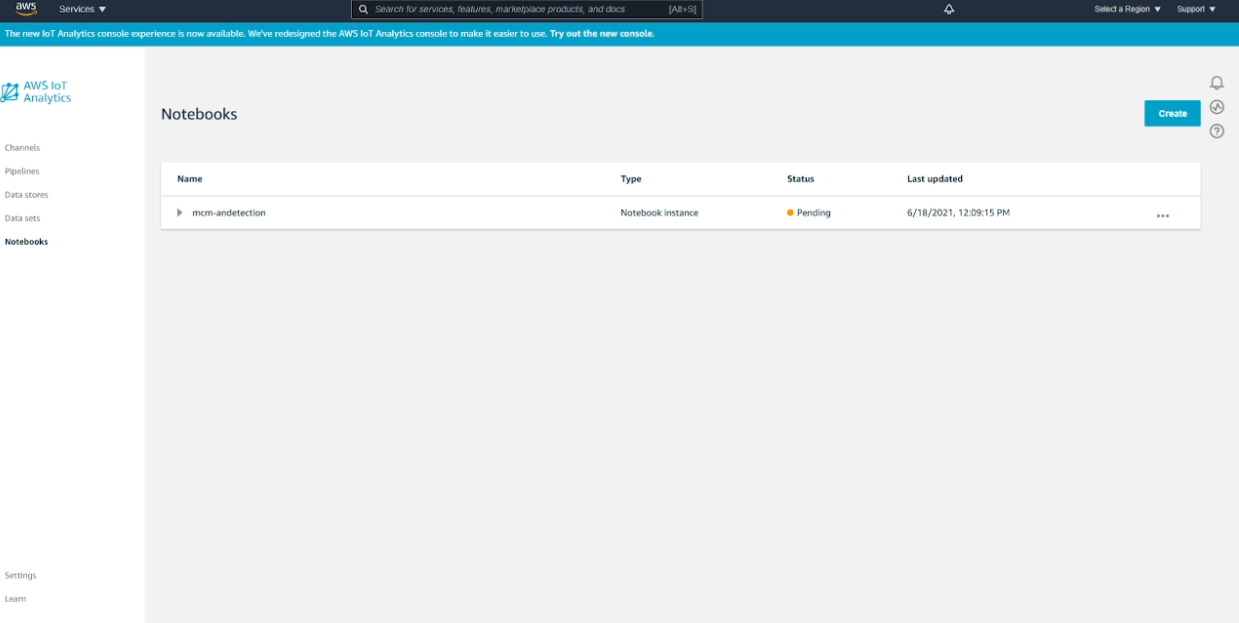 aws Services Search for services, features, marketplace products, and docs [Alt+S] Select a Region Support
The new IoT Analytics console experience is now available. We've redesigned the AWS IoT Analytics console to make it easier to use. Try out the new console.
AWS IoT
Analytics
Channels
Pipelines
Data stores
Data sets
Notebooks
Settings
Learn
Notebooks
Create
Name Type Status Last updated
mcm-andetection Notebook instance Pending 6/18/2021, 12:09:15 PM